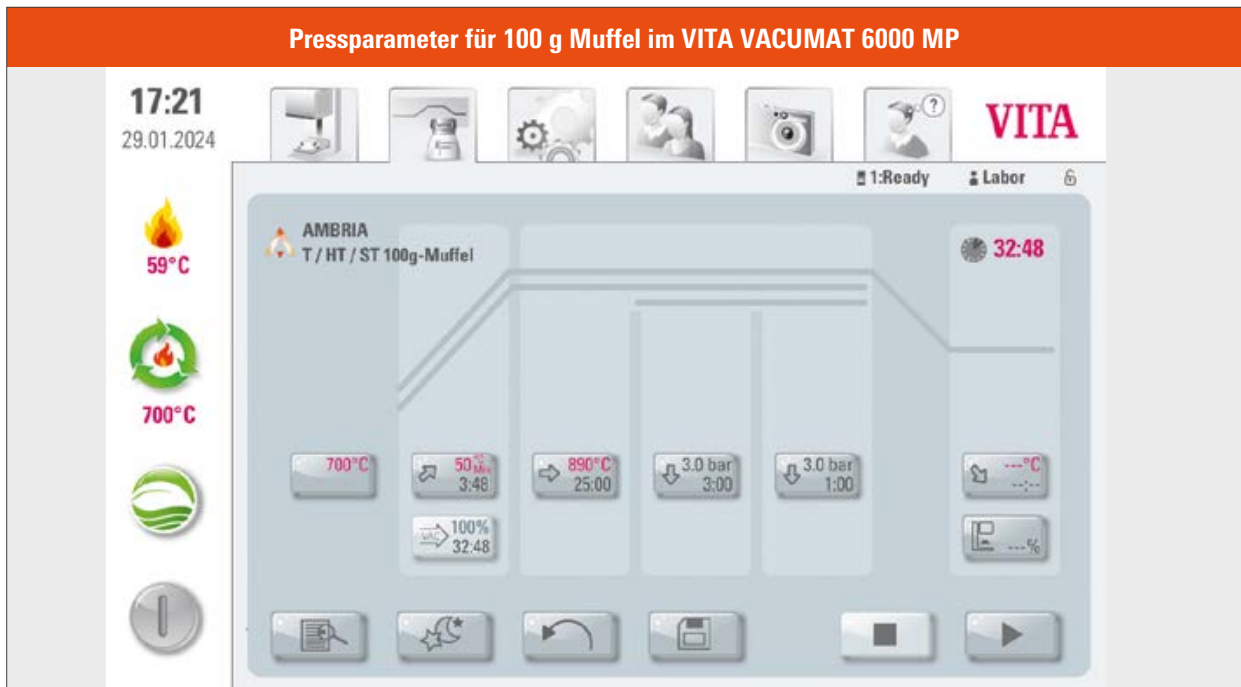 Pressparameter für 100 g Muffel im VITA VACUMAT 6000 MP
17:21
29.01.2024
?
VITA
1:Ready
Labor
AMBRIA
T / HT / ST 100g-Muffel
32:48
59°C
700°C
700°C
50 °C/Min
3:48
890°C
25:00
3.0 bar
3:00
3.0 bar
1:00
---°C
--:--
VAC
100%
32:48
---%